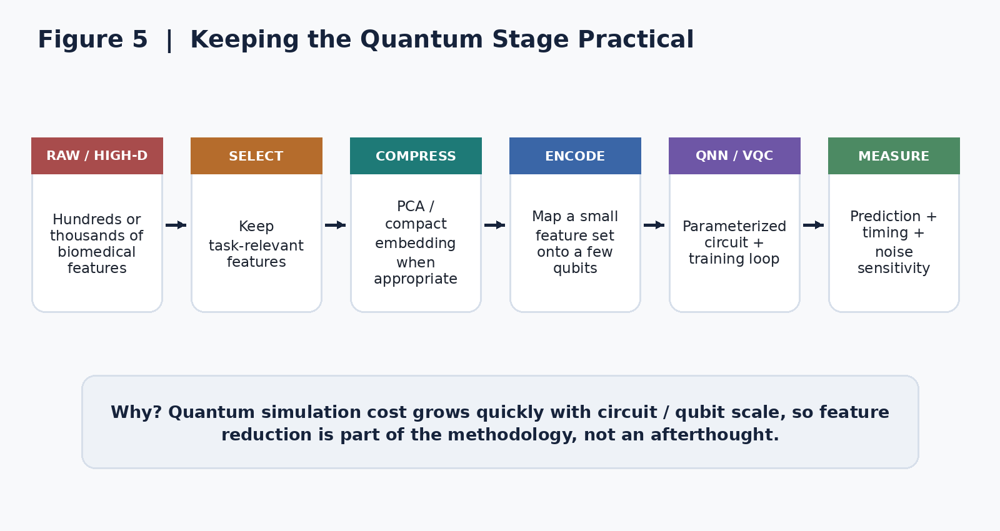 Figure 5 | Keeping the Quantum Stage Practical
RAW / HIGH-D
Hundreds or
thousands of
biomedical
features
SELECT
Keep
task-relevant
features
COMPRESS
PCA /
compact
embedding
when
appropriate
ENCODE
Map a small
feature set
onto a few
qubits
QNN / VQC
Parameterized
circuit +
training loop
MEASURE
Prediction +
timing +
noise
sensitivity
Why? Quantum simulation cost grows quickly with circuit / qubit scale, so feature
reduction is part of the methodology, not an afterthought.